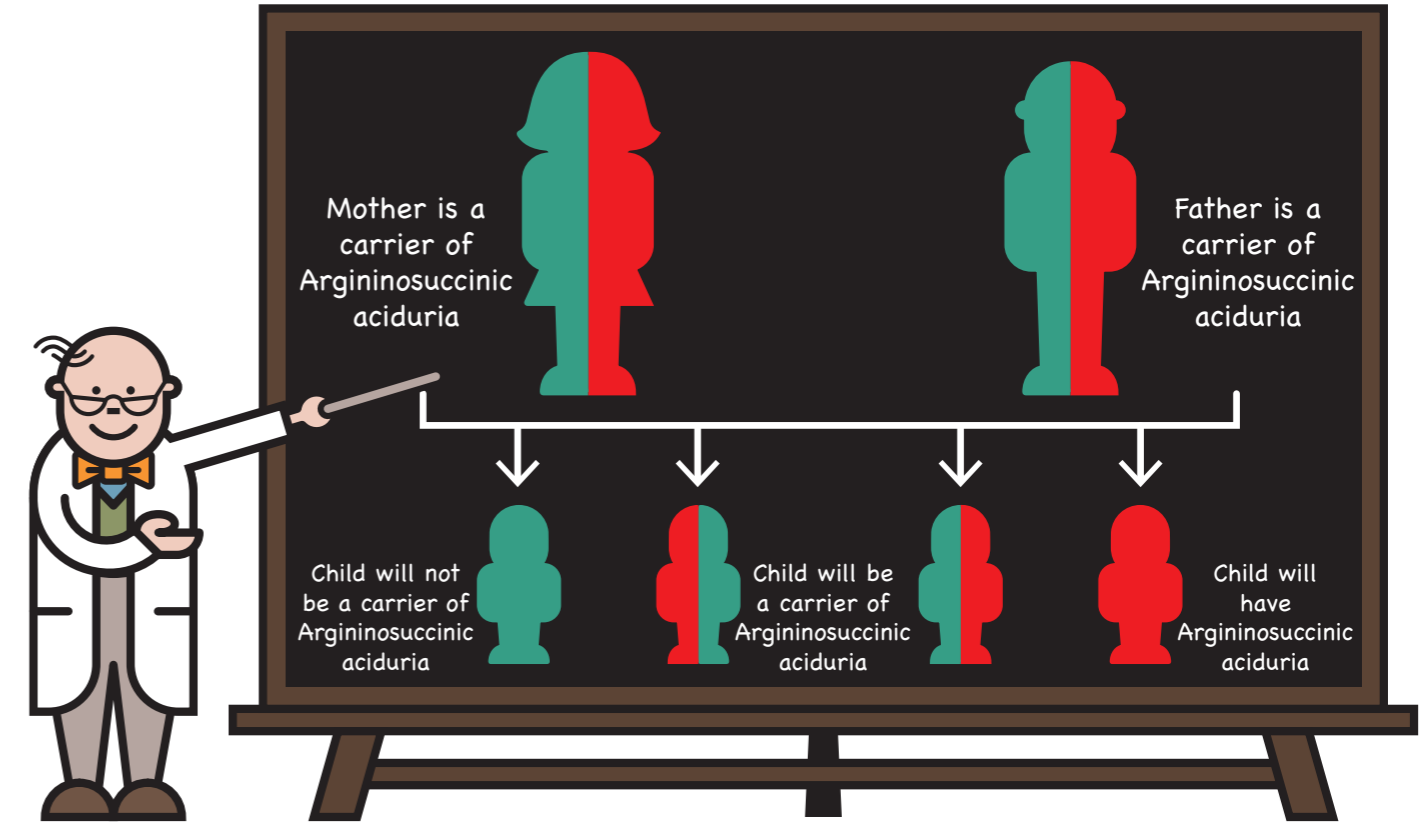 Mother is a
carrier of
Argininosuccinic
aciduria
Father is a
carrier of
Argininosuccinic
aciduria
Child will not
be a carrier of
Argininosuccinic
aciduria
Child will be
a carrier of
Argininosuccinic
aciduria
Child will
have
Argininosuccinic
aciduria